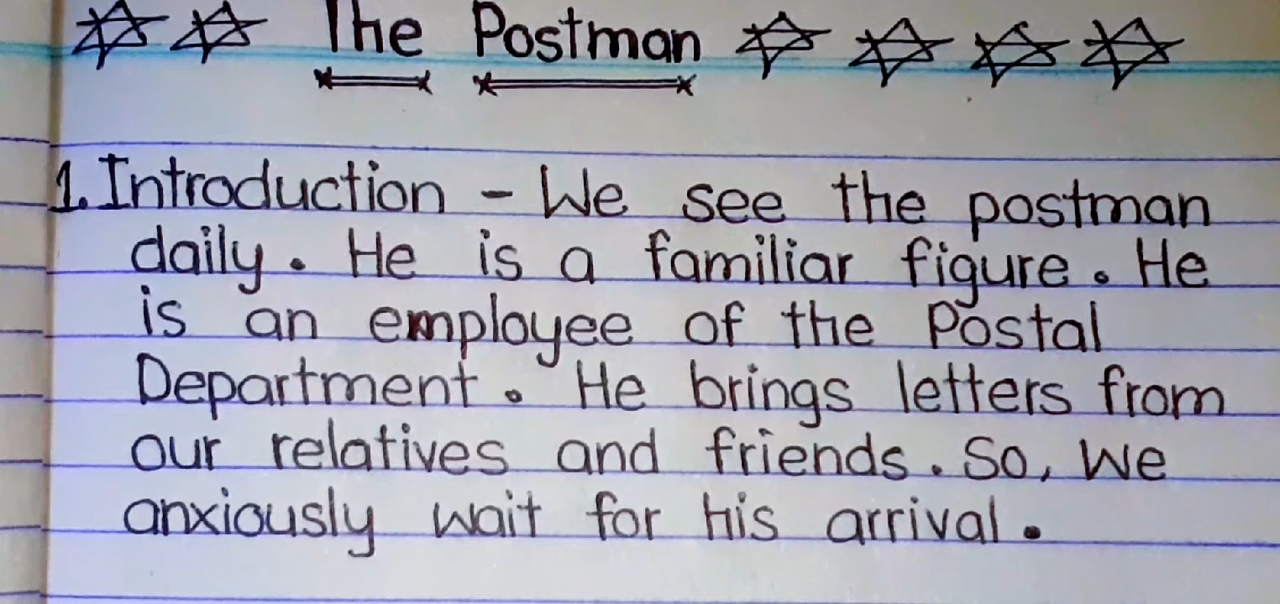 The Postman
1. Introduction - We see the postman
daily. He is a familiar figure. He
is an employee of the Postal
Department. He brings letters from
our relatives and friends. So, We
anxiously wait for his arrival.